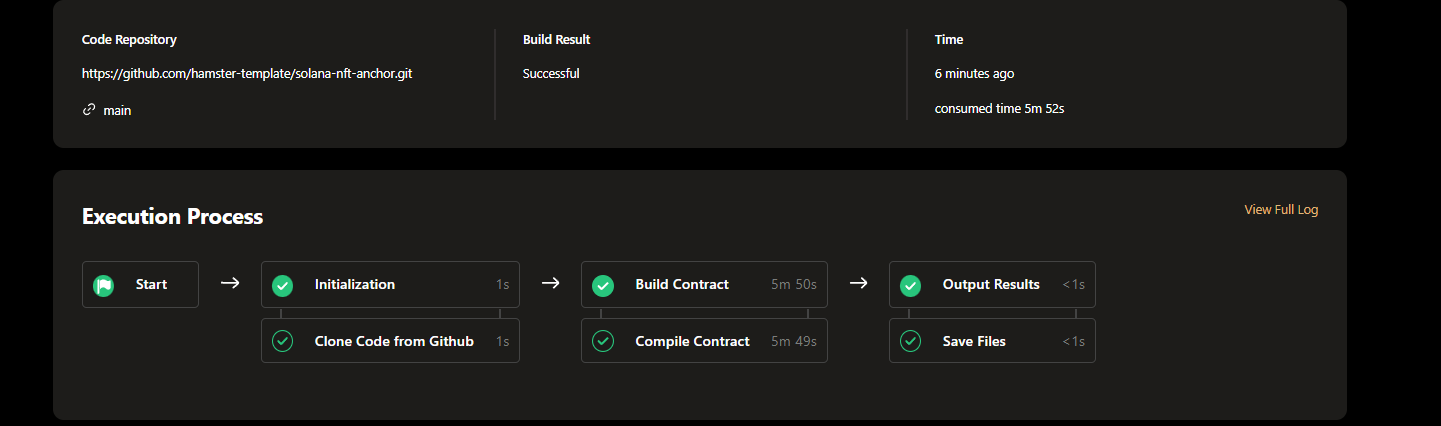 Code Repository
https://github.com/hamster-template/solana-nft-anchor.git
main
Build Result
Successful
Time
6 minutes ago
consumed time 5m 52s
Execution Process
View Full Log
Start
Initialization 1s
Clone Code from Github 1s
Build Contract 5m 50s
Compile Contract 5m 49s
Output Results <1s
Save Files <1s